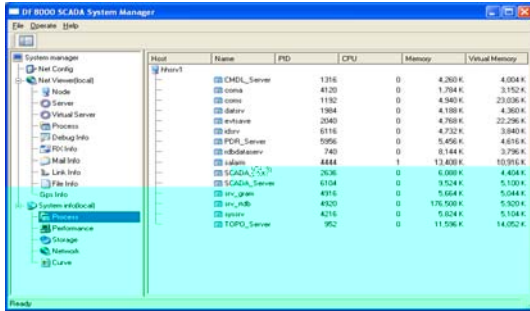 DF8000 SCADA System Manager
File Operate Help
System manager
Net Config
Net Viewer(local)
Node
Server
Virtual Server
Process
Debug Info
RX Info
Mail Info
Link Info
File Info
Gps Info
System info(local)
Process
Performance
Storage
Network
Curve
Host Name PID CPU Memory Virtual Memory
hhsrv1
CMDL_Server 1316 0 4,260 K 4,004 K
coma 4120 0 1,784 K 3,152 K
coms 1192 0 4,940 K 23,036 K
datsrv 1984 0 4,188 K 4,360 K
evtsave 2040 0 4,768 K 22,296 K
6116 0 4,732 K 3,840 K
PDR_Server 5956 0 5,456 K 4,616 K
rdbdataserv 740 0 8,144 K 3,796 K
salarm 4444 1 13,400 K 10,916 K
2636 0 6,088 K 4,404 K
SCADA_Server 6104 0 9,524 K 5,100 K
srv_gram 4916 0 5,664 K 5,044 K
srv_rdb 4920 0 176,508 K 5,920 K
syssrv 4216 0 5,824 K 5,104 K
TOPO_Server 952 0 11,596 K 14,052 K
Ready